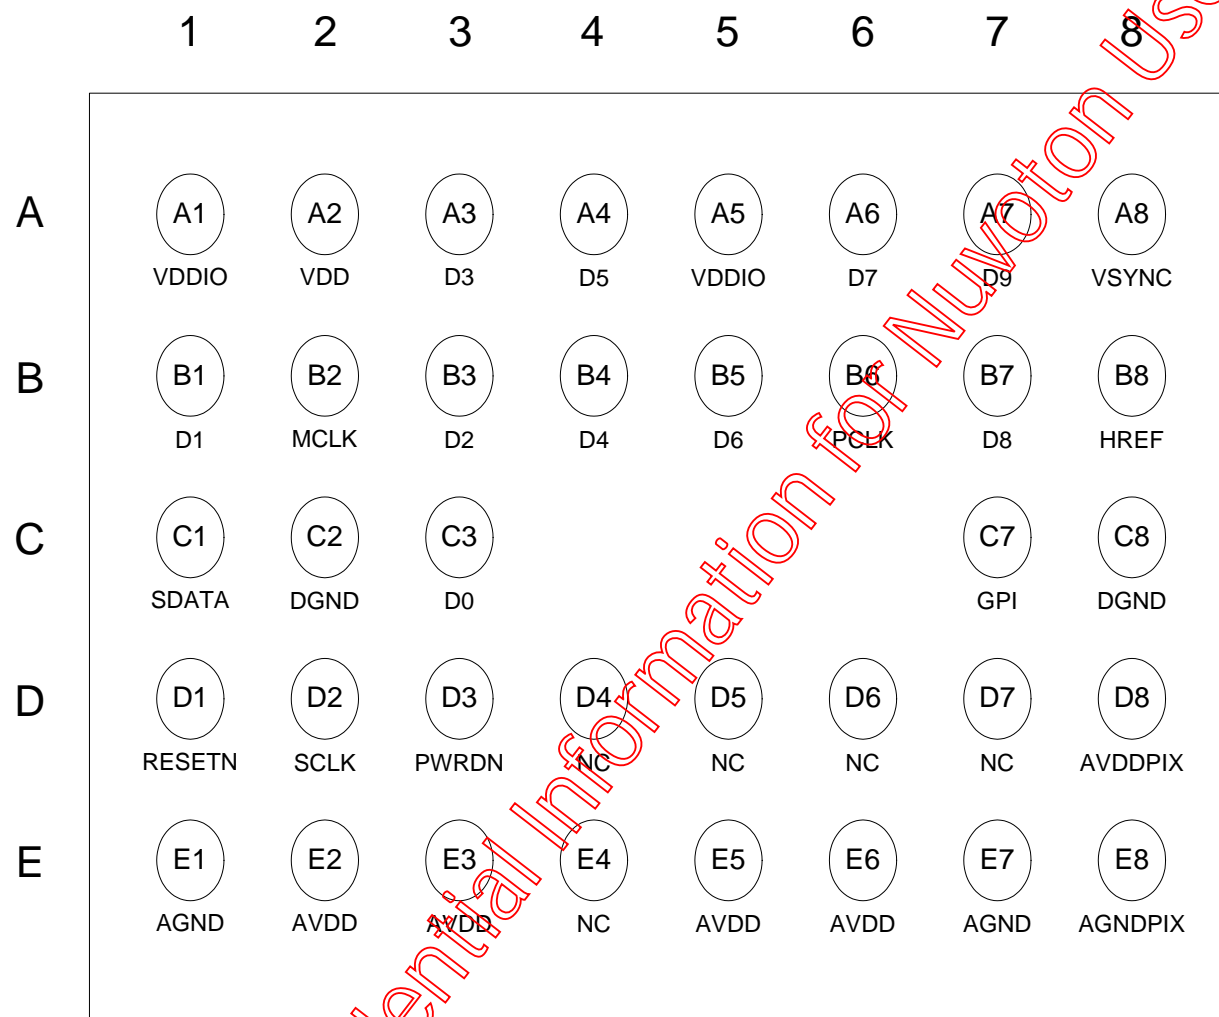 1 2 3 4 5 6 7 8
A A1 A2 A3 A4 A5 A6 A7 A8
VDDIO VDD D3 D5 VDDIO D7 D9 VSYNC
B B1 B2 B3 B4 B5 B6 B7 B8
D1 MCLK D2 D4 D6 PCLK D8 HREF
C C1 C2 C3 C7 C8
SDATA DGND D0 GPI DGND
D D1 D2 D3 D4 D5 D6 D7 D8
RESETN SCLK PWRDN NC NC NC NC AVDDPIX
E E1 E2 E3 E4 E5 E6 E7 E8
AGND AVDD AVDD NC AVDD AVDD AGND AGNDPIX
Information for Nuvoton